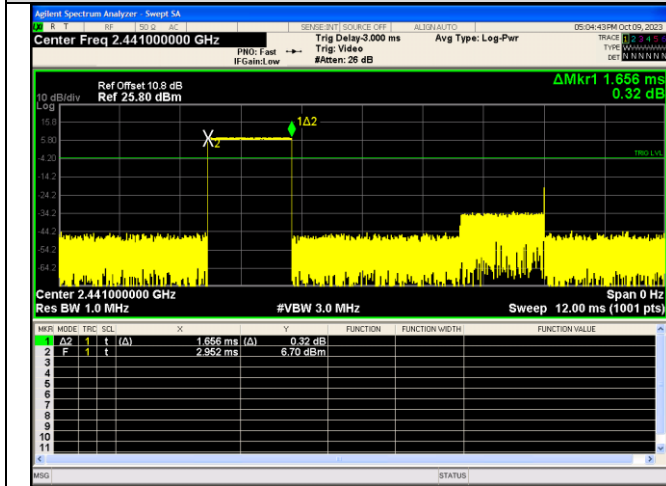 Agilent Spectrum Analyzer - Swept SA
R T RF 50 Ω AC SENSE:INT SOURCE OFF ALIGNAUTO 05:04:43PM Oct 09, 2023
Center Freq 2.441000000 GHz Trig Delay-3.000 ms Avg Type: Log-Pwr TRACE 1 2 3 4 5 6
PNO: Fast Trig: Video TYPE
IFGain:Low #Atten: 26 dB DET N N N N N N
ΔMkr1 1.656 ms
0.32 dB
Ref Offset 10.8 dB
10 dB/div Ref 25.80 dBm
Log
15.8
1Δ2
5.80
X2
-4.20
TRIG LVL
-14.2
-24.2
-34.2
-44.2
-54.2
-64.2
Center 2.441000000 GHz Span 0 Hz
Res BW 1.0 MHz #VBW 3.0 MHz Sweep 12.00 ms (1001 pts)
MKR MODE TRC SCL X Y FUNCTION FUNCTION WIDTH FUNCTION VALUE
1 Δ2 1 t (Δ) 1.656 ms (Δ) 0.32 dB
2 F 1 t 2.952 ms 6.70 dBm
3
4
5
6
7
8
9
10
11
MSG STATUS